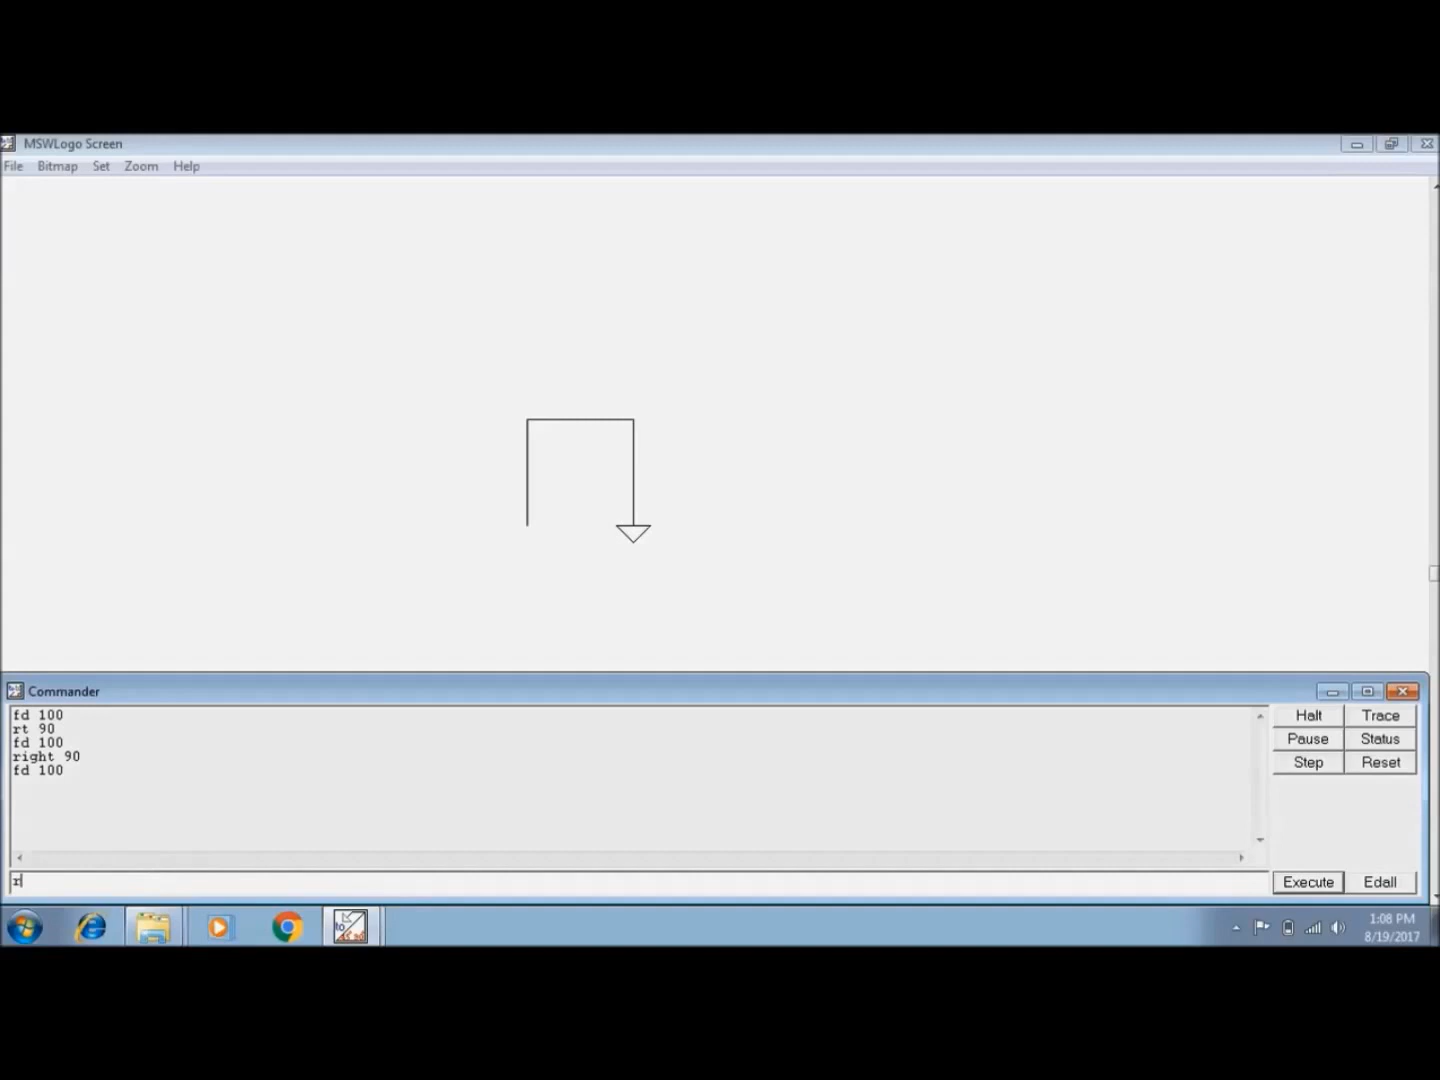 MSWLogo Screen
File Bitmap Set Zoom Help
Commander
fd 100
rt 90
fd 100
right 90
fd 100
Halt Trace
Pause Status
Step Reset
r
Execute Edall
to
1:08 PM
8/19/2017